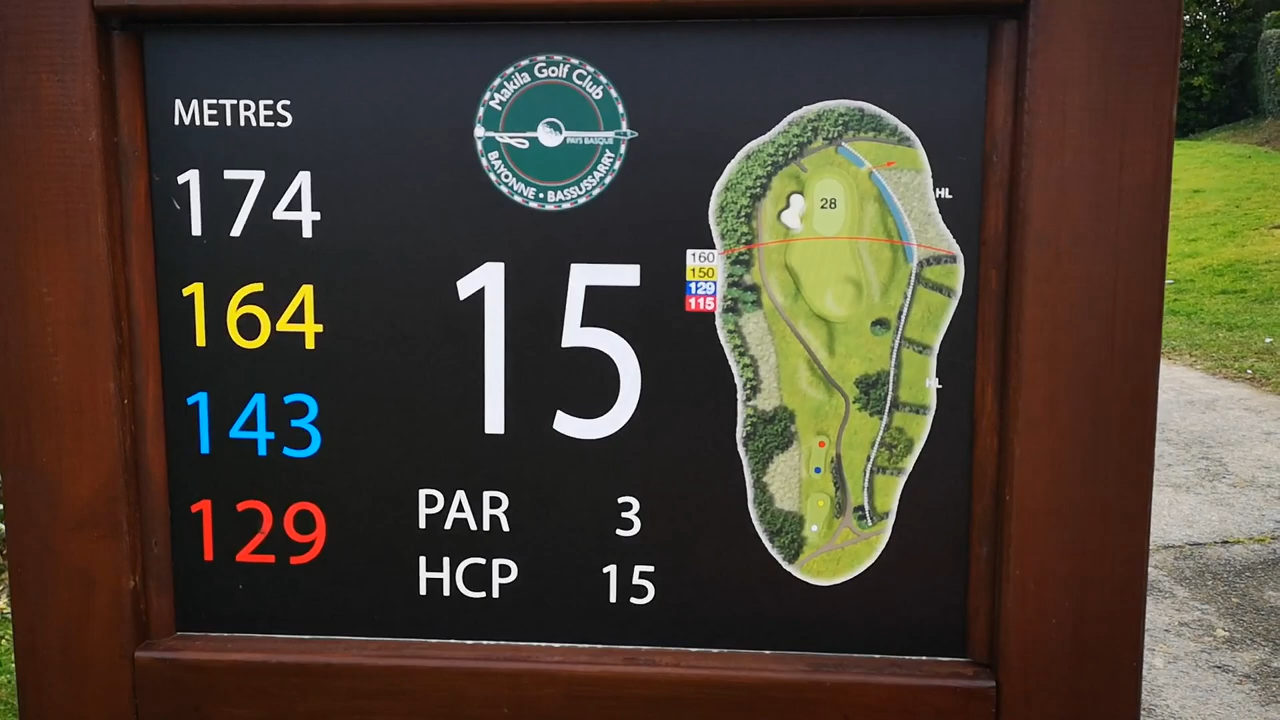 METRES
174
164
143
129
Makila Golf Club
PAYS BASQUE
BAYONNE • BASSUSSARRY
15
PAR 3
HCP 15
28
HL
160
150
129
115
HL